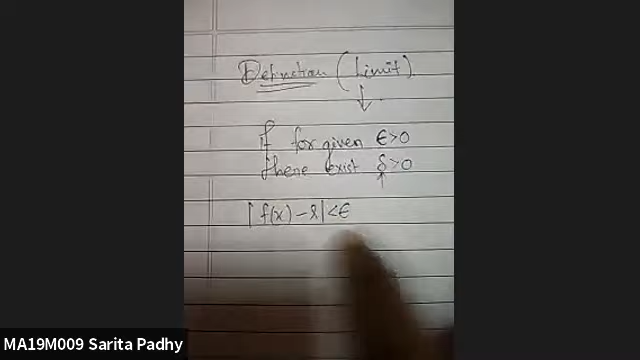 Definition (Limit)
↓
If for given ϵ>0
there exist δ>0
↑
|f(x)-l|<ϵ
MA19M009 Sarita Padhy